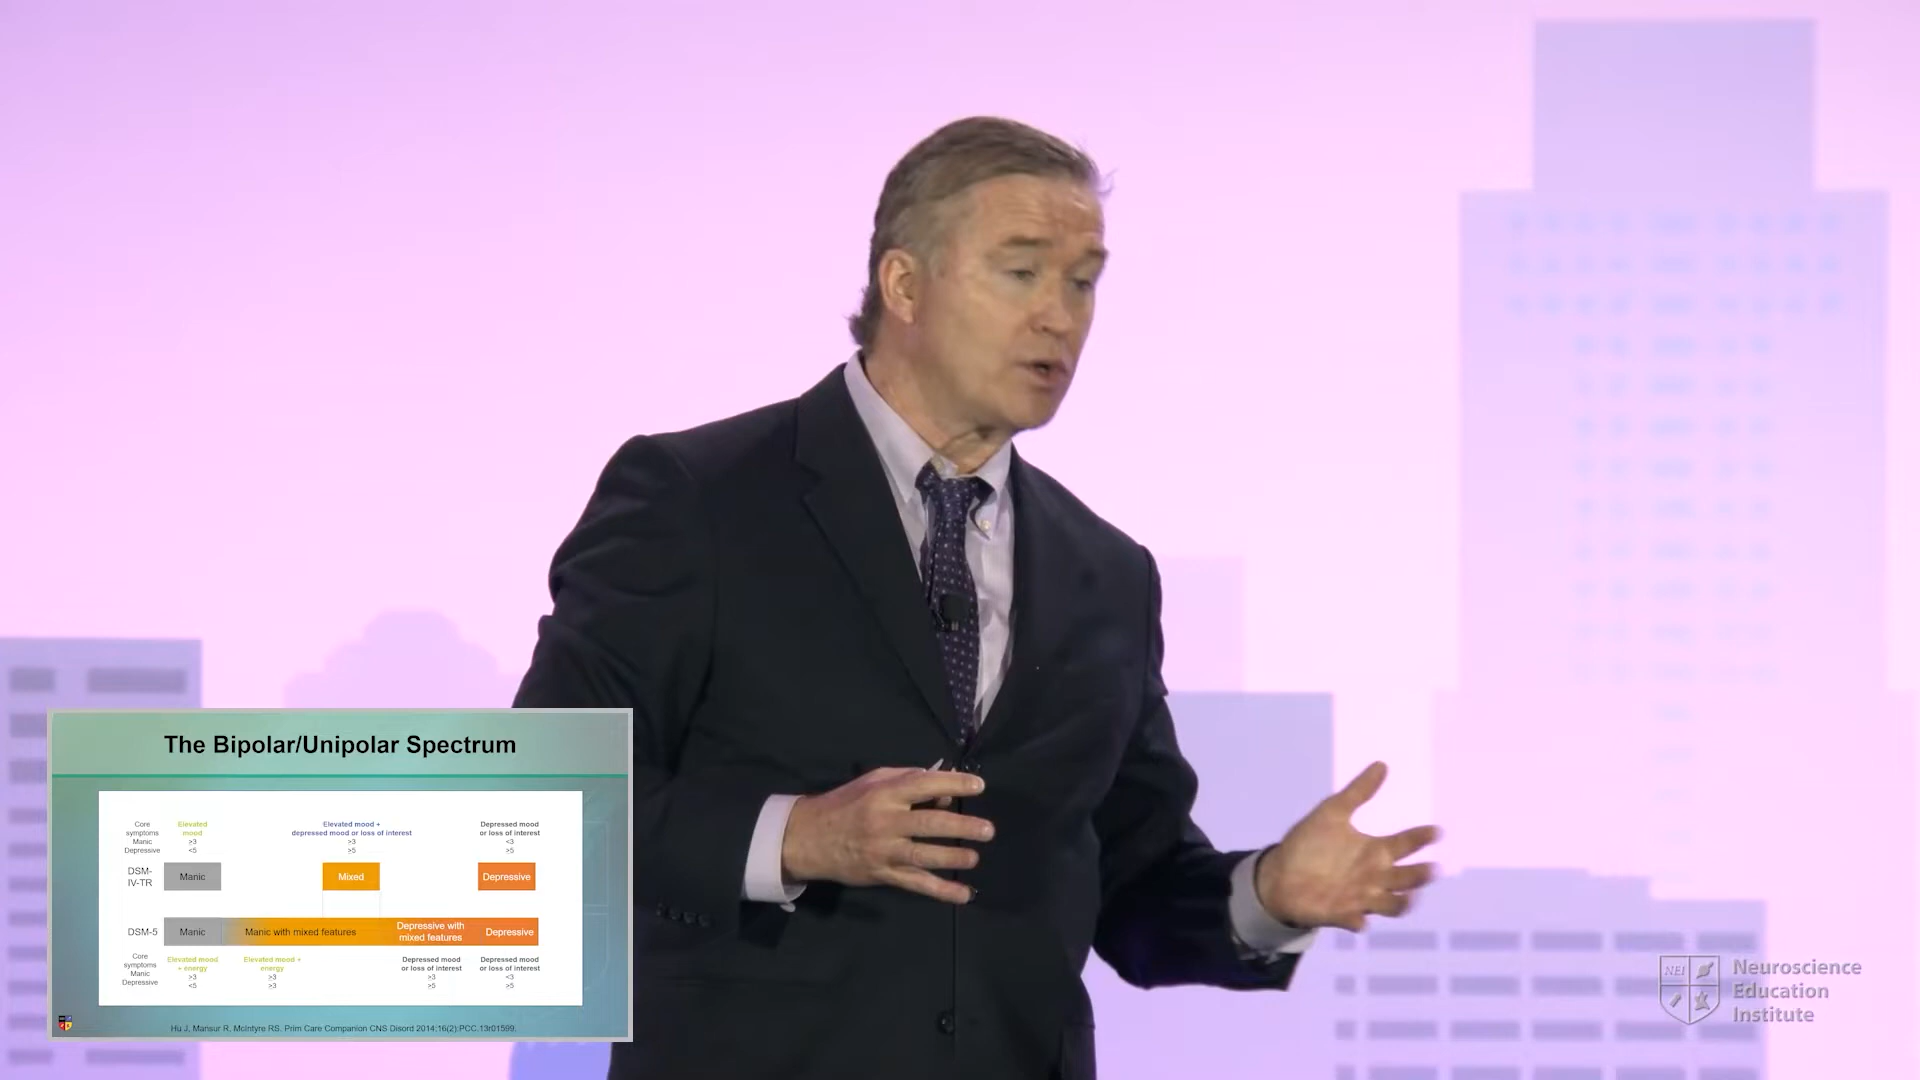 The Bipolar/Unipolar Spectrum
Core symptoms
Manic
Depressive
Elevated mood
>3
<5
Elevated mood +
depressed mood or loss of interest
>3
>5
Depressed mood
or loss of interest
<3
>5
DSM-
IV-TR
Manic
Mixed
Depressive
DSM-5
Manic
Manic with mixed features
Depressive with
mixed features
Depressive
Core symptoms
Manic
Depressive
Elevated mood
+ energy
>3
<5
Elevated mood +
energy
>3
>3
Depressed mood
or loss of interest
>3
>5
Depressed mood
or loss of interest
<3
>5
Hu J, Mansur R, McIntyre RS. Prim Care Companion CNS Disord 2014;16(2):PCC.13r01599.
NEI
Neuroscience
Education
Institute